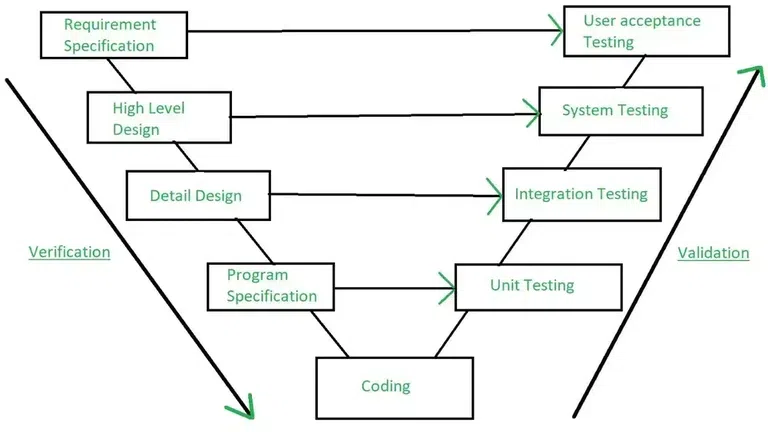 Requirement
Specification
User acceptance
Testing
High Level
Design
System Testing
Detail Design
Integration Testing
Verification
Validation
Program
Specification
Unit Testing
Coding